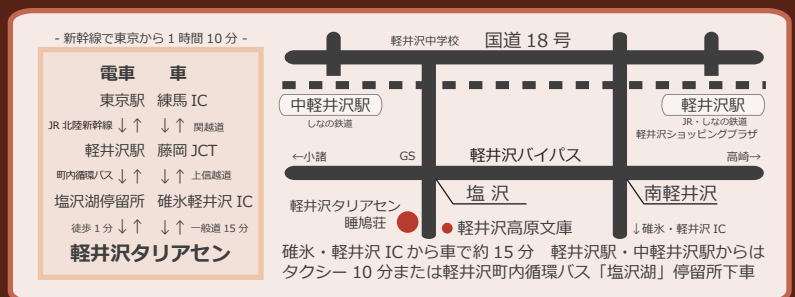 - 新幹線で東京から１時間 10 分 -
電車　車
東京駅　練馬 IC
JR 北陸新幹線 ↓ ↑　↓ ↑ 関越道
軽井沢駅　藤岡 JCT
町内循環バス ↓ ↑　↓ ↑ 上信越道
塩沢湖停留所　碓氷軽井沢 IC
徒歩 1 分 ↓ ↑　↓ ↑ 一般道 15 分
軽井沢タリアセン
軽井沢中学校　国道 18 号
中軽井沢駅
しなの鉄道
軽井沢駅
JR・しなの鉄道
軽井沢ショッピングプラザ
←小諸　GS　軽井沢バイパス　高崎→
塩 沢　南軽井沢
軽井沢タリアセン
睡鳩荘
軽井沢高原文庫　↓碓氷・軽井沢 IC
碓氷・軽井沢 IC から車で約 15 分　軽井沢駅・中軽井沢駅からは
タクシー 10 分または軽井沢町内循環バス「塩沢湖」停留所下車